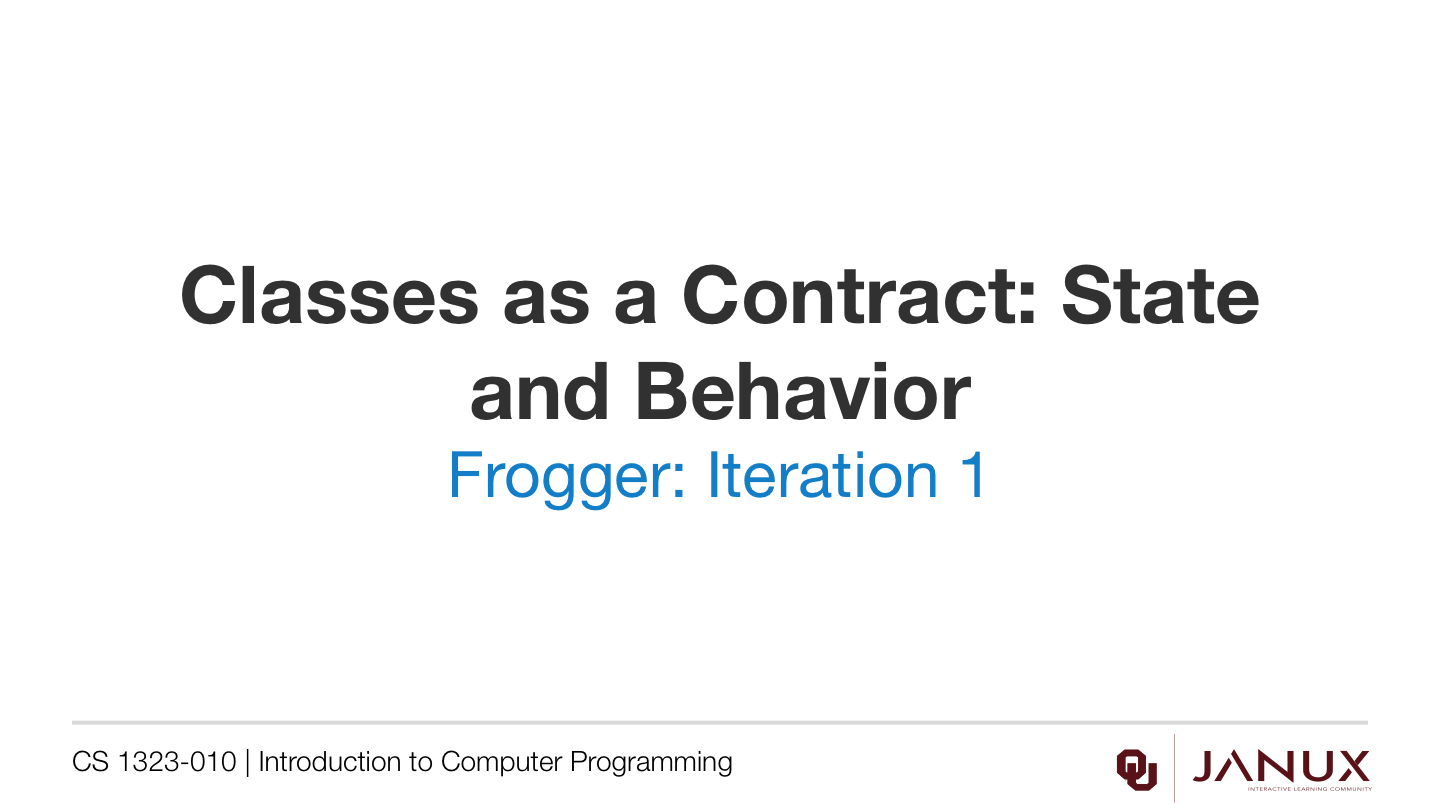 Classes as a Contract: State
and Behavior
Frogger: Iteration 1
CS 1323-010 | Introduction to Computer Programming
OU
JANUX
INTERACTIVE LEARNING COMMUNITY